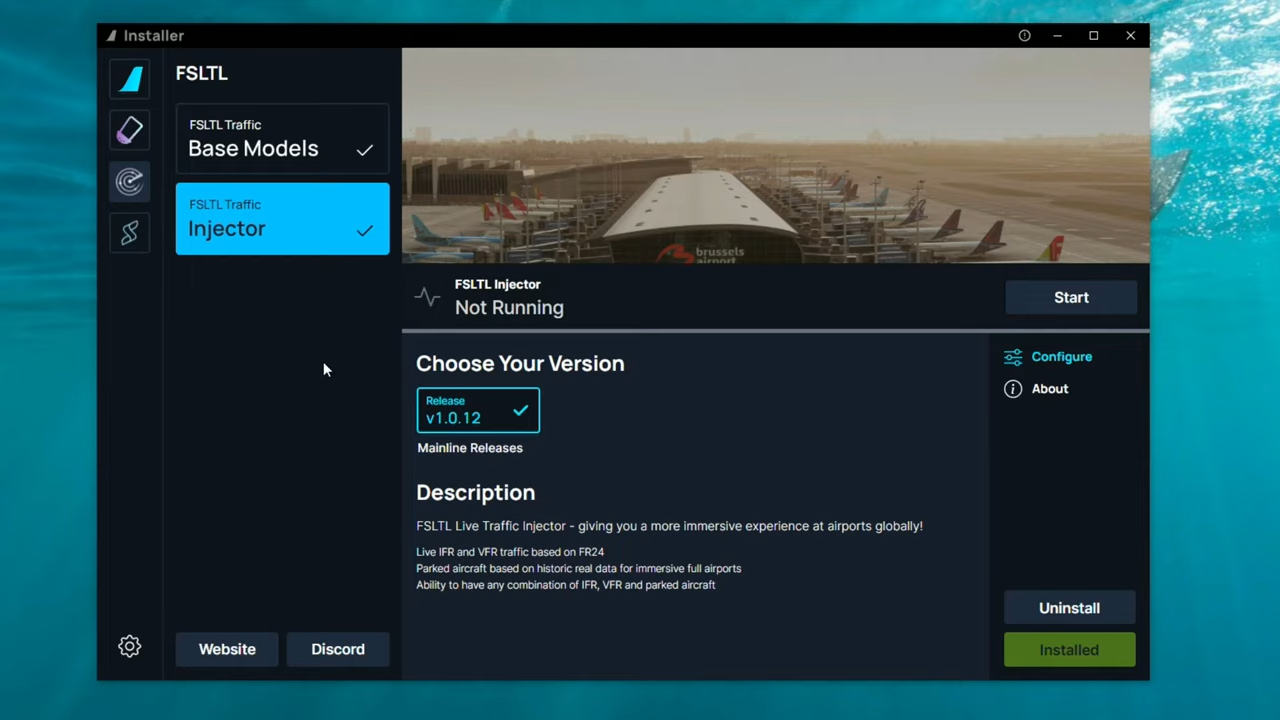 Installer
FSLTL
FSLTL Traffic
Base Models
FSLTL Traffic
Injector
brussels
airport
FSLTL Injector
Not Running
Start
Choose Your Version
Release
v1.0.12
Mainline Releases
Description
FSLTL Live Traffic Injector - giving you a more immersive experience at airports globally!
Live IFR and VFR traffic based on FR24
Parked aircraft based on historic real data for immersive full airports
Ability to have any combination of IFR, VFR and parked aircraft
Configure
About
Uninstall
Installed
Website
Discord